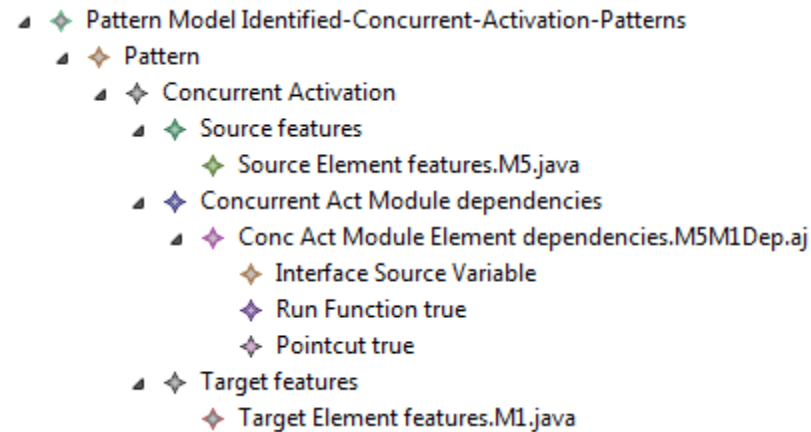 Pattern Model Identified-Concurrent-Activation-Patterns
Pattern
Concurrent Activation
Source features
Source Element features.M5.java
Concurrent Act Module dependencies
Conc Act Module Element dependencies.M5M1Dep.aj
Interface Source Variable
Run Function true
Pointcut true
Target features
Target Element features.M1.java